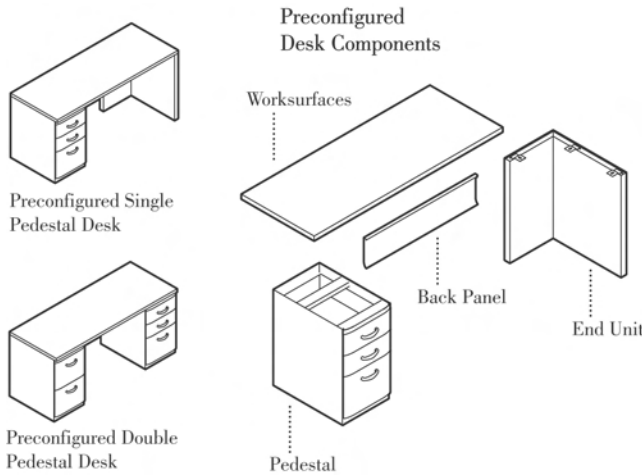 Preconfigured
Desk Components
Worksurfaces
Preconfigured Single
Pedestal Desk
Back Panel
End Unit
Preconfigured Double
Pedestal Desk
Pedestal